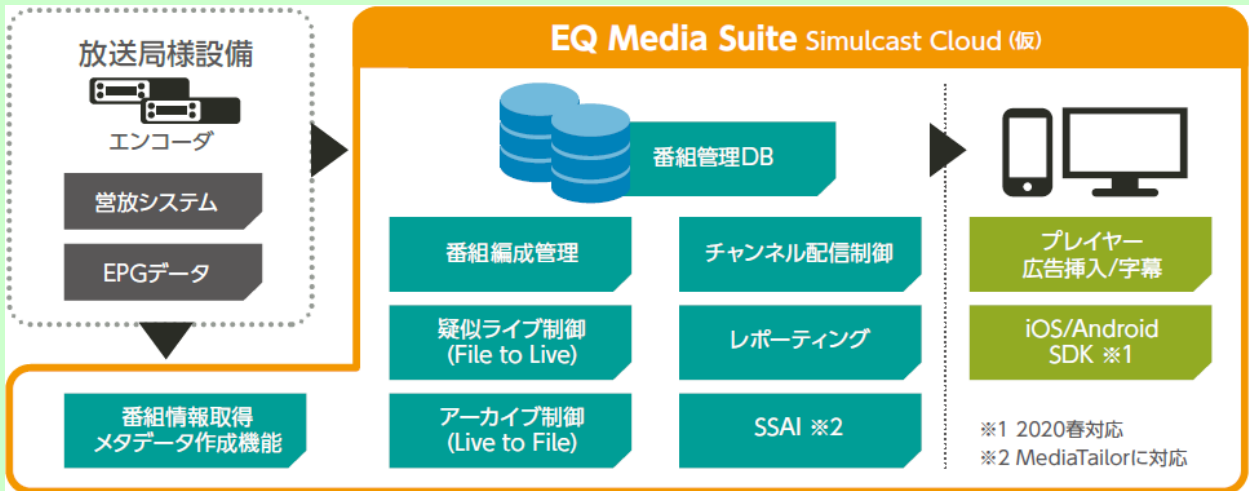 放送局様設備
エンコーダ
営放システム
EPGデータ
EQ Media Suite Simulcast Cloud (仮)
番組管理DB
番組編成管理
チャンネル配信制御
疑似ライブ制御
(File to Live)
レポーティング
アーカイブ制御
(Live to File)
SSAI ※2
番組情報取得
メタデータ作成機能
プレイヤー
広告挿入/字幕
iOS/Android
SDK ※1
※1 2020春対応
※2 MediaTailorに対応